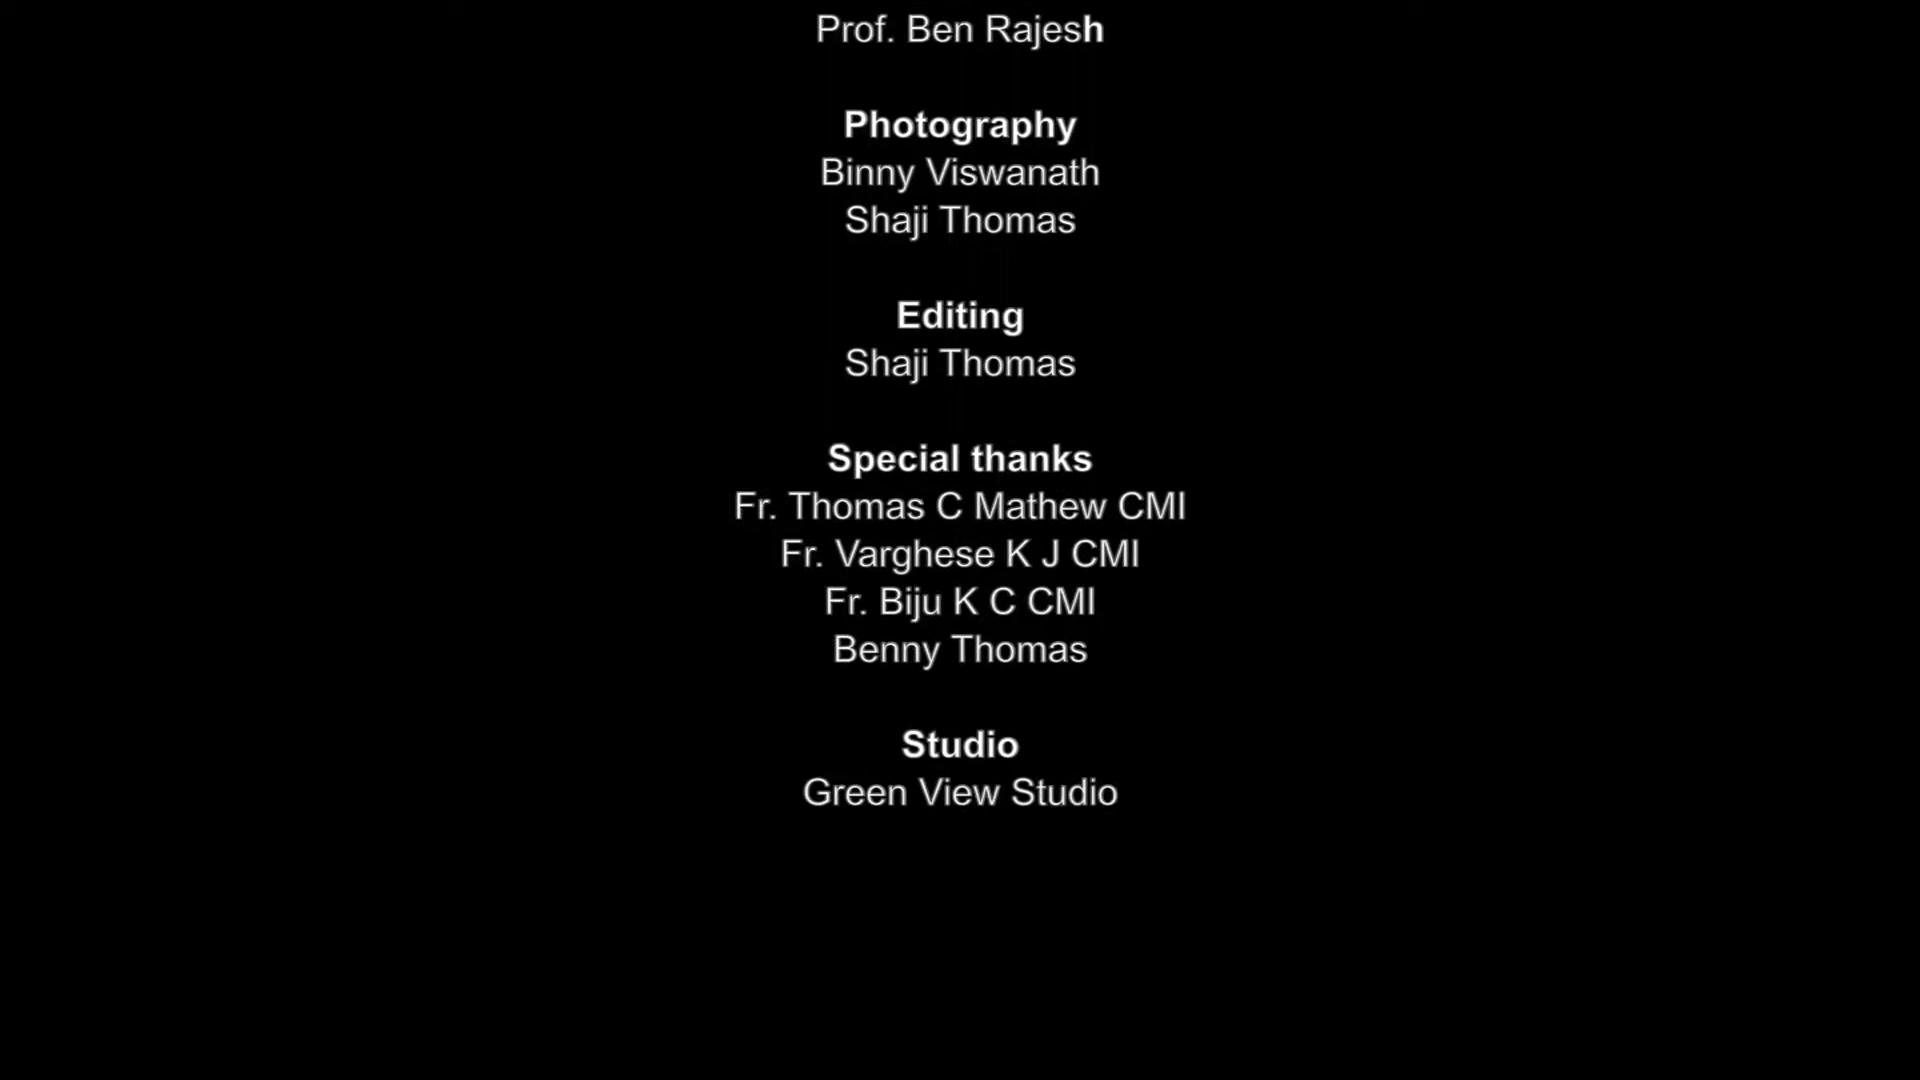 Prof. Ben Rajesh
Photography
Binny Viswanath
Shaji Thomas
Editing
Shaji Thomas
Special thanks
Fr. Thomas C Mathew CMI
Fr. Varghese K J CMI
Fr. Biju K C CMI
Benny Thomas
Studio
Green View Studio